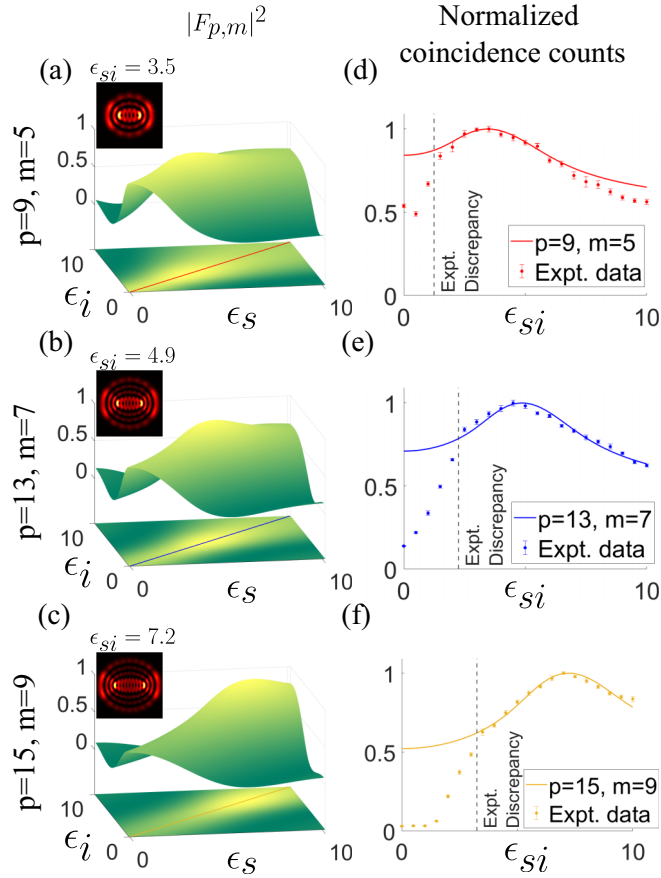 |F_{p,m}|^2
Normalized
coincidence counts
(a)
ϵ_{si} = 3.5
p=9, m=5
1
0.5
0
10
ϵ_i
0
0
ϵ_s
10
(d)
1
0.5
0
Expt.
Discrepancy
p=9, m=5
Expt. data
0
ϵ_{si}
10
(b)
ϵ_{si} = 4.9
p=13, m=7
1
0.5
0
10
ϵ_i
0
0
ϵ_s
10
(e)
1
0.5
0
Expt.
Discrepancy
p=13, m=7
Expt. data
0
ϵ_{si}
10
(c)
ϵ_{si} = 7.2
p=15, m=9
1
0.5
0
10
ϵ_i
0
0
ϵ_s
10
(f)
1
0.5
0
Expt.
Discrepancy
p=15, m=9
Expt. data
0
ϵ_{si}
10